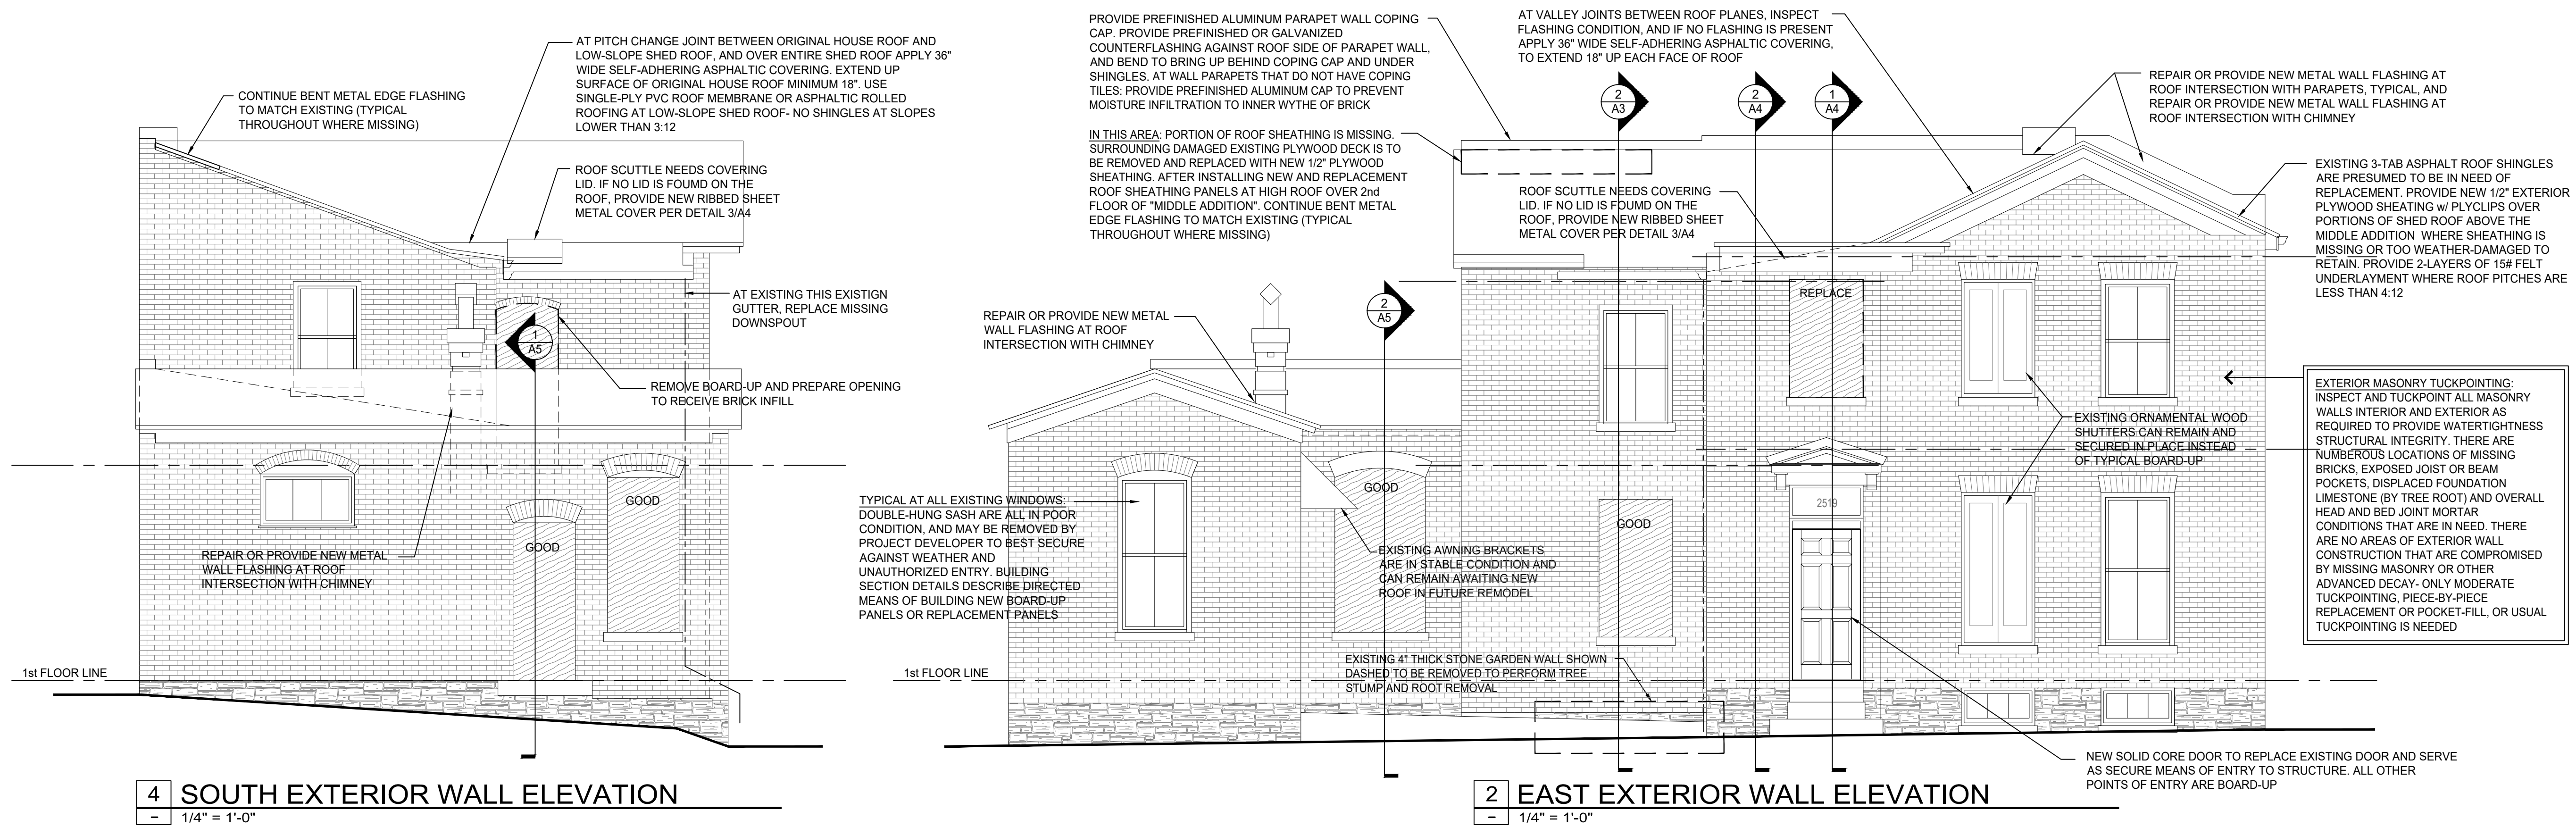 AT PITCH CHANGE JOINT BETWEEN ORIGINAL HOUSE ROOF AND
LOW-SLOPE SHED ROOF, AND OVER ENTIRE SHED ROOF APPLY 36"
WIDE SELF-ADHERING ASPHALTIC COVERING. EXTEND UP
SURFACE OF ORIGINAL HOUSE ROOF MINIMUM 18". USE
SINGLE-PLY PVC ROOF MEMBRANE OR ASPHALTIC ROLLED
ROOFING AT LOW-SLOPE SHED ROOF- NO SHINGLES AT SLOPES
LOWER THAN 3:12
CONTINUE BENT METAL EDGE FLASHING
TO MATCH EXISTING (TYPICAL
THROUGHOUT WHERE MISSING)
ROOF SCUTTLE NEEDS COVERING
LID. IF NO LID IS FOUMD ON THE
ROOF, PROVIDE NEW RIBBED SHEET
METAL COVER PER DETAIL 3/A4
AT EXISTING THIS EXISTIGN
GUTTER, REPLACE MISSING
DOWNSPOUT
1
A5
REMOVE BOARD-UP AND PREPARE OPENING
TO RECEIVE BRICK INFILL
GOOD
GOOD
REPAIR OR PROVIDE NEW METAL
WALL FLASHING AT ROOF
INTERSECTION WITH CHIMNEY
1st FLOOR LINE
4 SOUTH EXTERIOR WALL ELEVATION
- 1/4" = 1'-0"
PROVIDE PREFINISHED ALUMINUM PARAPET WALL COPING
CAP. PROVIDE PREFINISHED OR GALVANIZED
COUNTERFLASHING AGAINST ROOF SIDE OF PARAPET WALL,
AND BEND TO BRING UP BEHIND COPING CAP AND UNDER
SHINGLES. AT WALL PARAPETS THAT DO NOT HAVE COPING
TILES: PROVIDE PREFINISHED ALUMINUM CAP TO PREVENT
MOISTURE INFILTRATION TO INNER WYTHE OF BRICK
IN THIS AREA: PORTION OF ROOF SHEATHING IS MISSING.
SURROUNDING DAMAGED EXISTING PLYWOOD DECK IS TO
BE REMOVED AND REPLACED WITH NEW 1/2" PLYWOOD
SHEATHING. AFTER INSTALLING NEW AND REPLACEMENT
ROOF SHEATHING PANELS AT HIGH ROOF OVER 2nd
FLOOR OF "MIDDLE ADDITION". CONTINUE BENT METAL
EDGE FLASHING TO MATCH EXISTING (TYPICAL
THROUGHOUT WHERE MISSING)
AT VALLEY JOINTS BETWEEN ROOF PLANES, INSPECT
FLASHING CONDITION, AND IF NO FLASHING IS PRESENT
APPLY 36" WIDE SELF-ADHERING ASPHALTIC COVERING,
TO EXTEND 18" UP EACH FACE OF ROOF
2
A3
2
A4
1
A4
ROOF SCUTTLE NEEDS COVERING
LID. IF NO LID IS FOUMD ON THE
ROOF, PROVIDE NEW RIBBED SHEET
METAL COVER PER DETAIL 3/A4
REPAIR OR PROVIDE NEW METAL WALL FLASHING AT
ROOF INTERSECTION WITH PARAPETS, TYPICAL, AND
REPAIR OR PROVIDE NEW METAL WALL FLASHING AT
ROOF INTERSECTION WITH CHIMNEY
EXISTING 3-TAB ASPHALT ROOF SHINGLES
ARE PRESUMED TO BE IN NEED OF
REPLACEMENT. PROVIDE NEW 1/2" EXTERIOR
PLYWOOD SHEATING w/ PLYCLIPS OVER
PORTIONS OF SHED ROOF ABOVE THE
MIDDLE ADDITION WHERE SHEATHING IS
MISSING OR TOO WEATHER-DAMAGED TO
RETAIN. PROVIDE 2-LAYERS OF 15# FELT
UNDERLAYMENT WHERE ROOF PITCHES ARE
LESS THAN 4:12
REPLACE
2
A5
REPAIR OR PROVIDE NEW METAL
WALL FLASHING AT ROOF
INTERSECTION WITH CHIMNEY
EXTERIOR MASONRY TUCKPOINTING:
INSPECT AND TUCKPOINT ALL MASONRY
WALLS INTERIOR AND EXTERIOR AS
REQUIRED TO PROVIDE WATERTIGHTNESS
STRUCTURAL INTEGRITY. THERE ARE
NUMBEROUS LOCATIONS OF MISSING
BRICKS, EXPOSED JOIST OR BEAM
POCKETS, DISPLACED FOUNDATION
LIMESTONE (BY TREE ROOT) AND OVERALL
HEAD AND BED JOINT MORTAR
CONDITIONS THAT ARE IN NEED. THERE
ARE NO AREAS OF EXTERIOR WALL
CONSTRUCTION THAT ARE COMPROMISED
BY MISSING MASONRY OR OTHER
ADVANCED DECAY- ONLY MODERATE
TUCKPOINTING, PIECE-BY-PIECE
REPLACEMENT OR POCKET-FILL, OR USUAL
TUCKPOINTING IS NEEDED
EXISTING ORNAMENTAL WOOD
SHUTTERS CAN REMAIN AND
SECURED IN PLACE INSTEAD
OF TYPICAL BOARD-UP
TYPICAL AT ALL EXISTING WINDOWS:
DOUBLE-HUNG SASH ARE ALL IN POOR
CONDITION, AND MAY BE REMOVED BY
PROJECT DEVELOPER TO BEST SECURE
AGAINST WEATHER AND
UNAUTHORIZED ENTRY. BUILDING
SECTION DETAILS DESCRIBE DIRECTED
MEANS OF BUILDING NEW BOARD-UP
PANELS OR REPLACEMENT PANELS
GOOD
GOOD
2519
EXISTING AWNING BRACKETS
ARE IN STABLE CONDITION AND
CAN REMAIN AWAITING NEW
ROOF IN FUTURE REMODEL
EXISTING 4" THICK STONE GARDEN WALL SHOWN
DASHED TO BE REMOVED TO PERFORM TREE
STUMP AND ROOT REMOVAL
1st FLOOR LINE
NEW SOLID CORE DOOR TO REPLACE EXISTING DOOR AND SERVE
AS SECURE MEANS OF ENTRY TO STRUCTURE. ALL OTHER
POINTS OF ENTRY ARE BOARD-UP
2 EAST EXTERIOR WALL ELEVATION
- 1/4" = 1'-0"